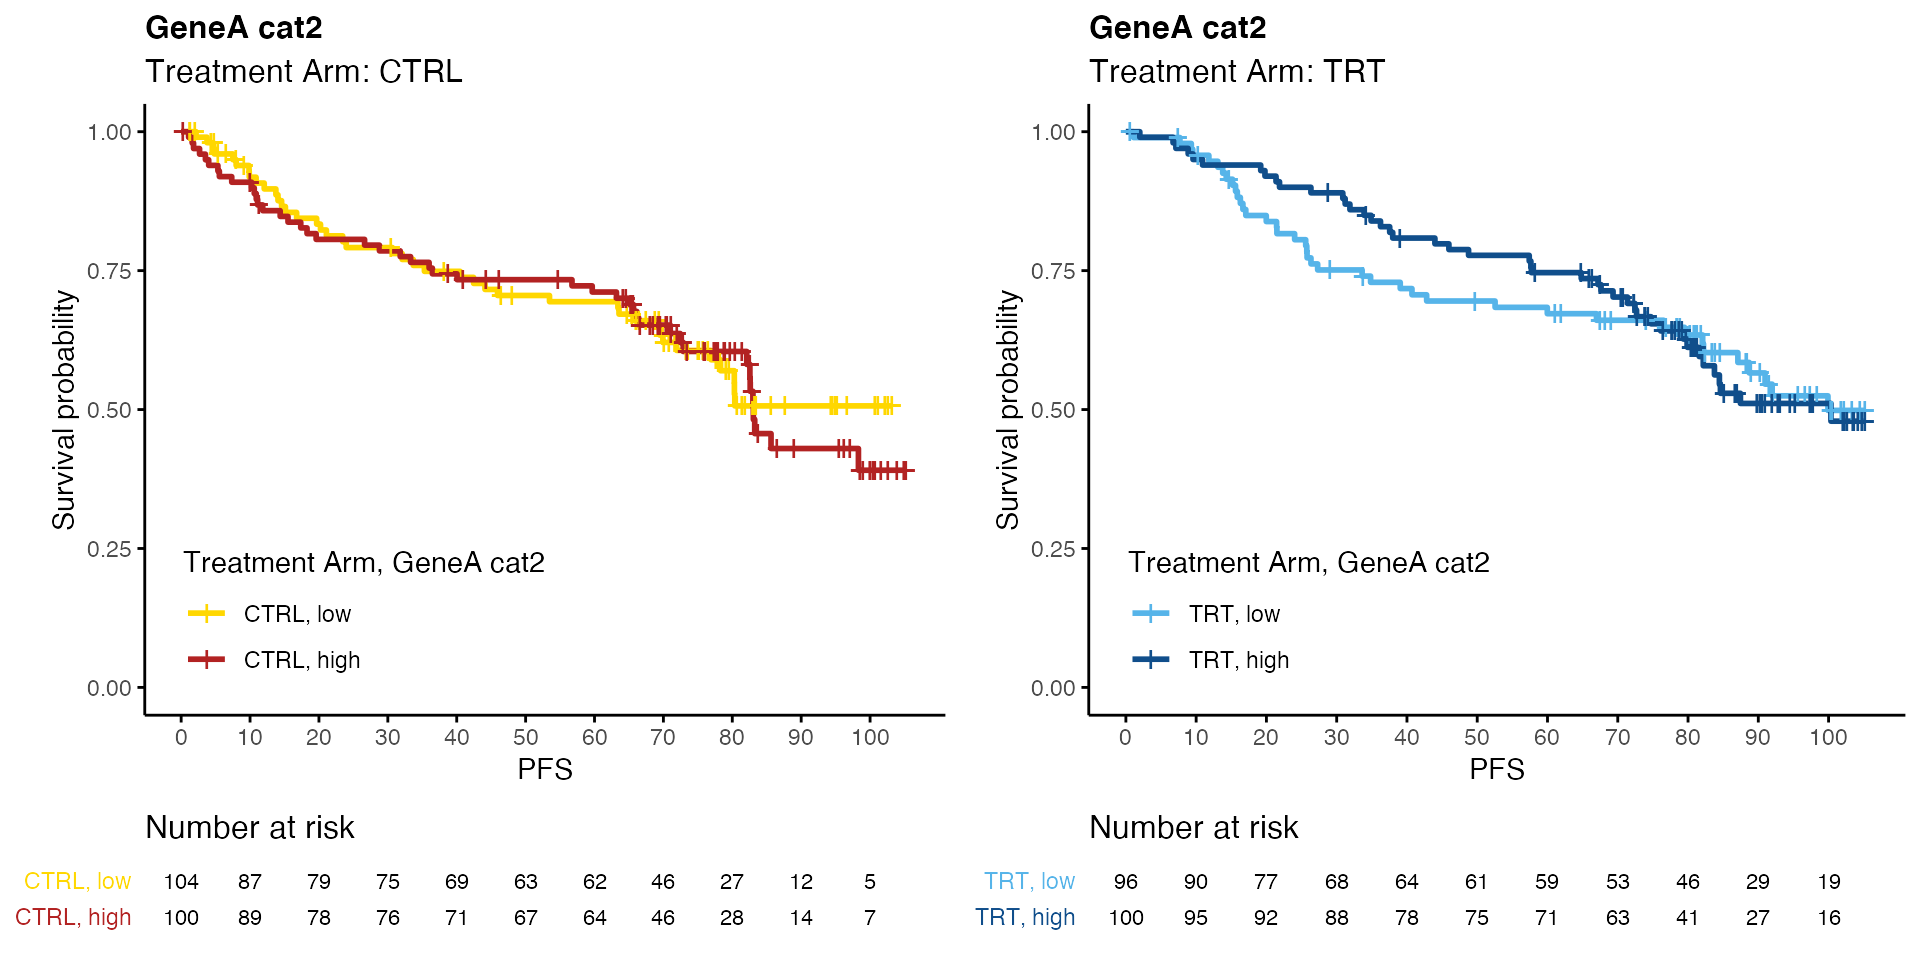 GeneA cat2
Treatment Arm: CTRL
Survival probability
1.00
0.75
0.50
0.25
0.00
Treatment Arm, GeneA cat2
CTRL, low
CTRL, high
0 10 20 30 40 50 60 70 80 90 100
PFS
Number at risk
CTRL, low 104 87 79 75 69 63 62 46 27 12 5
CTRL, high 100 89 78 76 71 67 64 46 28 14 7
GeneA cat2
Treatment Arm: TRT
Survival probability
1.00
0.75
0.50
0.25
0.00
Treatment Arm, GeneA cat2
TRT, low
TRT, high
0 10 20 30 40 50 60 70 80 90 100
PFS
Number at risk
TRT, low 96 90 77 68 64 61 59 53 46 29 19
TRT, high 100 95 92 88 78 75 71 63 41 27 16